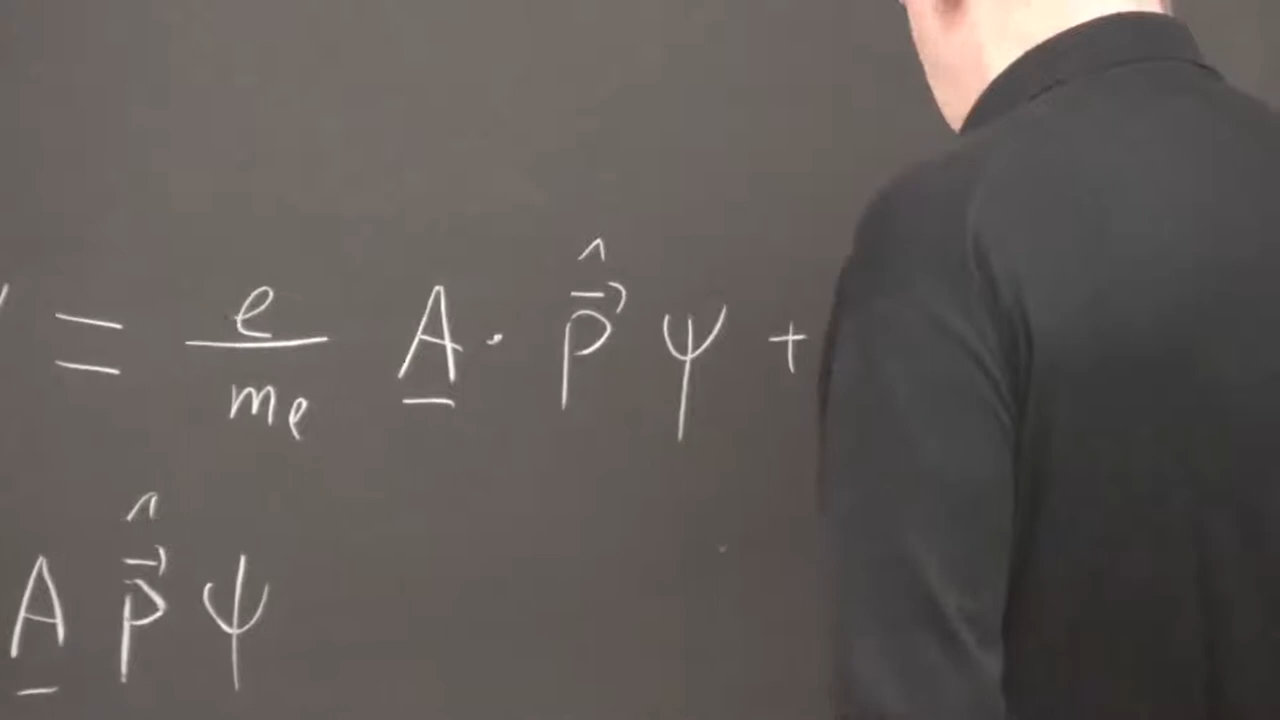 = e/mₑ A̲ · p⃗̂ ψ +
A̲ p⃗̂ ψ